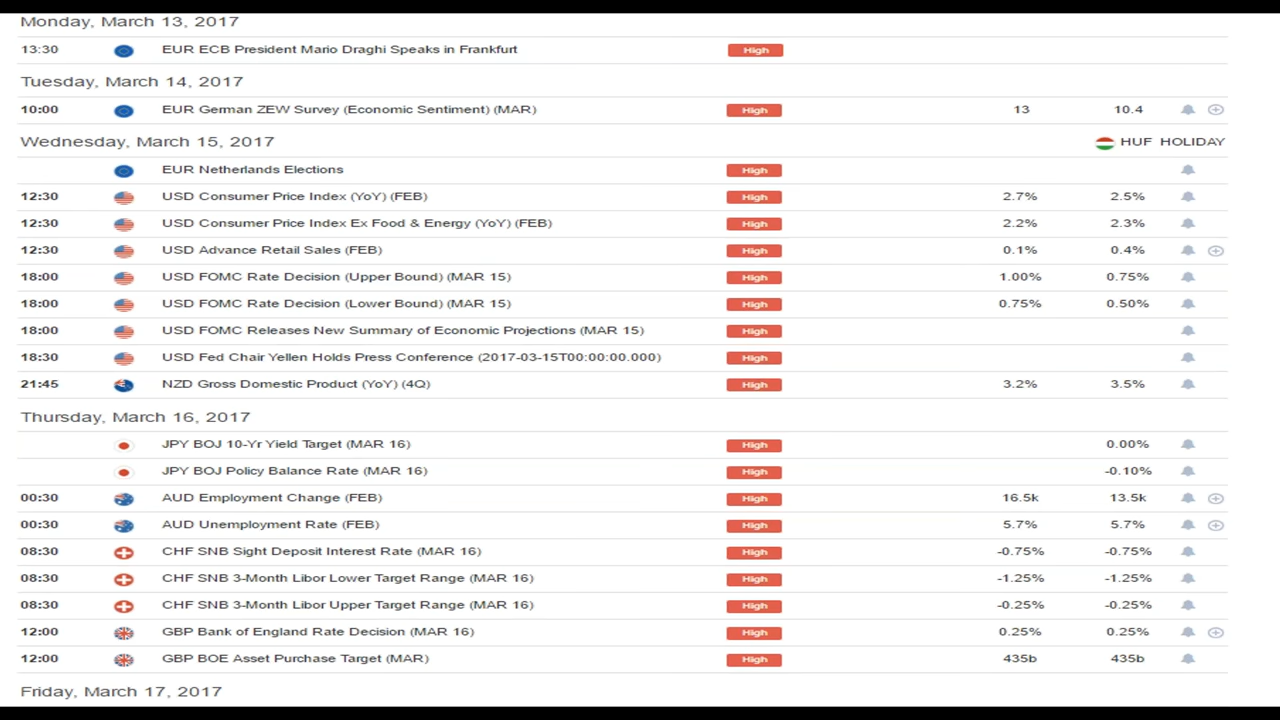 Monday, March 13, 2017
13:30 EUR ECB President Mario Draghi Speaks in Frankfurt High
Tuesday, March 14, 2017
10:00 EUR German ZEW Survey (Economic Sentiment) (MAR) High 13 10.4
Wednesday, March 15, 2017 HUF HOLIDAY
EUR Netherlands Elections High
12:30 USD Consumer Price Index (YoY) (FEB) High 2.7% 2.5%
12:30 USD Consumer Price Index Ex Food & Energy (YoY) (FEB) High 2.2% 2.3%
12:30 USD Advance Retail Sales (FEB) High 0.1% 0.4%
18:00 USD FOMC Rate Decision (Upper Bound) (MAR 15) High 1.00% 0.75%
18:00 USD FOMC Rate Decision (Lower Bound) (MAR 15) High 0.75% 0.50%
18:00 USD FOMC Releases New Summary of Economic Projections (MAR 15) High
18:30 USD Fed Chair Yellen Holds Press Conference (2017-03-15T00:00:00.000) High
21:45 NZD Gross Domestic Product (YoY) (4Q) High 3.2% 3.5%
Thursday, March 16, 2017
JPY BOJ 10-Yr Yield Target (MAR 16) High 0.00%
JPY BOJ Policy Balance Rate (MAR 16) High -0.10%
00:30 AUD Employment Change (FEB) High 16.5k 13.5k
00:30 AUD Unemployment Rate (FEB) High 5.7% 5.7%
08:30 CHF SNB Sight Deposit Interest Rate (MAR 16) High -0.75% -0.75%
08:30 CHF SNB 3-Month Libor Lower Target Range (MAR 16) High -1.25% -1.25%
08:30 CHF SNB 3-Month Libor Upper Target Range (MAR 16) High -0.25% -0.25%
12:00 GBP Bank of England Rate Decision (MAR 16) High 0.25% 0.25%
12:00 GBP BOE Asset Purchase Target (MAR) High 435b 435b
Friday, March 17, 2017